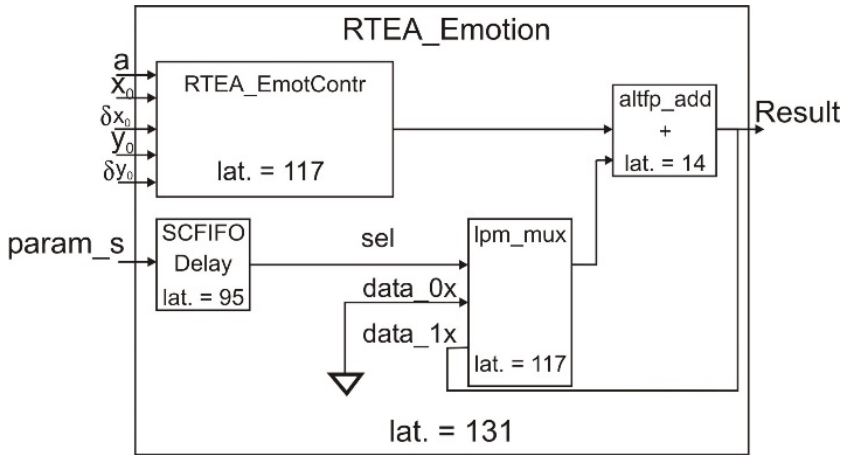 RTEA_Emotion
a
x₀
δx₀
y₀
δy₀
RTEA_EmotContr
lat. = 117
altfp_add
+
lat. = 14
Result
param_s
SCFIFO
Delay
lat. = 95
sel
data_0x
data_1x
lpm_mux
lat. = 117
lat. = 131